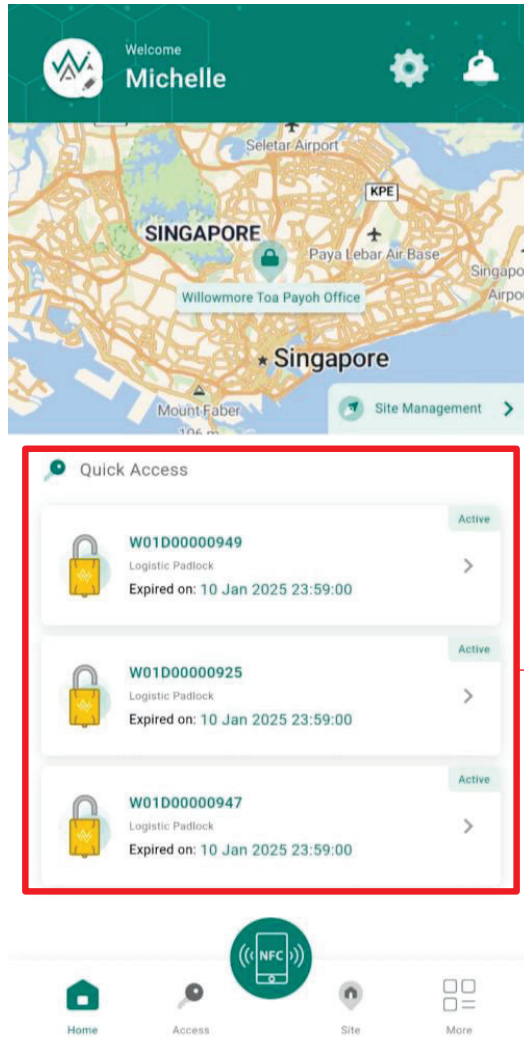 Welcome
Michelle
Seletar Airport
KPE
SINGAPORE
Paya Lebar Air Base
Singapo
Airpo
Willowmore Toa Payoh Office
Singapore
Mount Faber
106 m
Site Management
Quick Access
Active
W01D00000949
Logistic Padlock
Expired on: 10 Jan 2025 23:59:00
Active
W01D00000925
Logistic Padlock
Expired on: 10 Jan 2025 23:59:00
Active
W01D00000947
Logistic Padlock
Expired on: 10 Jan 2025 23:59:00
NFC
Home
Access
Site
More